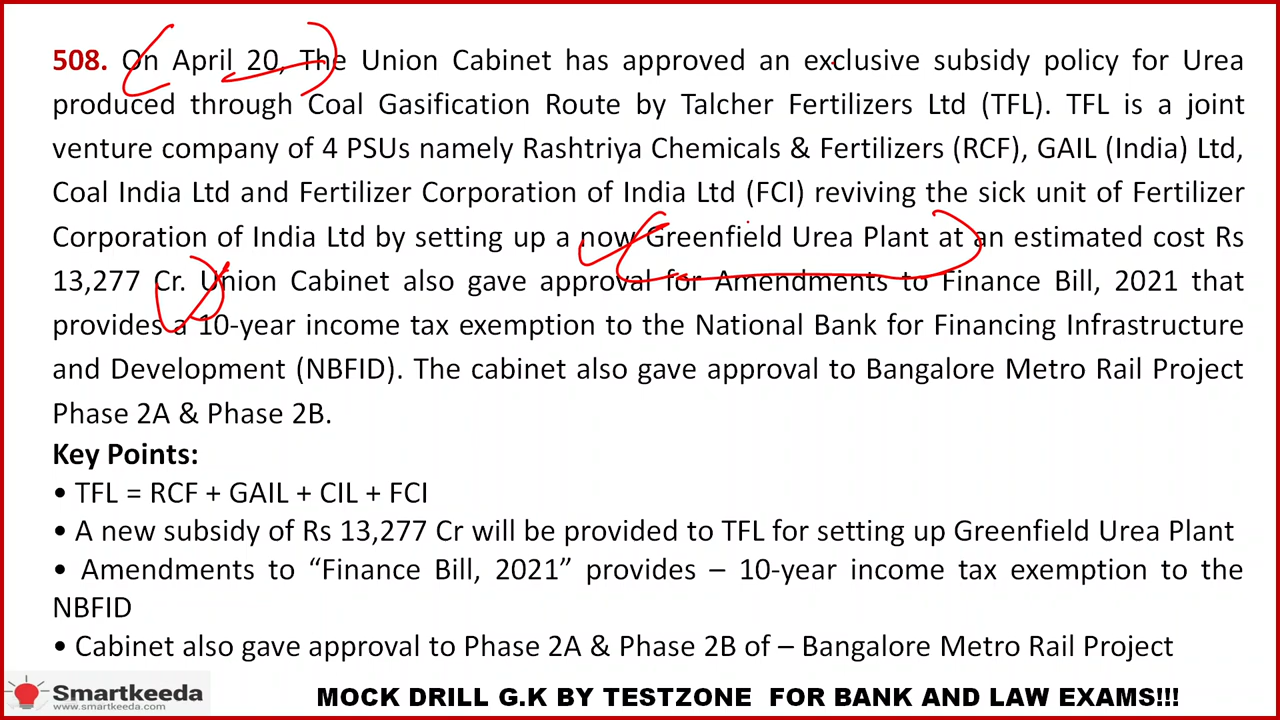 508. On April 20, The Union Cabinet has approved an exclusive subsidy policy for Urea
produced through Coal Gasification Route by Talcher Fertilizers Ltd (TFL). TFL is a joint
venture company of 4 PSUs namely Rashtriya Chemicals & Fertilizers (RCF), GAIL (India) Ltd,
Coal India Ltd and Fertilizer Corporation of India Ltd (FCI) reviving the sick unit of Fertilizer
Corporation of India Ltd by setting up a now Greenfield Urea Plant at an estimated cost Rs
13,277 Cr. Union Cabinet also gave approval for Amendments to Finance Bill, 2021 that
provides a 10-year income tax exemption to the National Bank for Financing Infrastructure
and Development (NBFID). The cabinet also gave approval to Bangalore Metro Rail Project
Phase 2A & Phase 2B.
Key Points:
• TFL = RCF + GAIL + CIL + FCI
• A new subsidy of Rs 13,277 Cr will be provided to TFL for setting up Greenfield Urea Plant
• Amendments to “Finance Bill, 2021” provides – 10-year income tax exemption to the
NBFID
• Cabinet also gave approval to Phase 2A & Phase 2B of – Bangalore Metro Rail Project
Smartkeeda
www.smartkeeda.com
MOCK DRILL G.K BY TESTZONE FOR BANK AND LAW EXAMS!!!